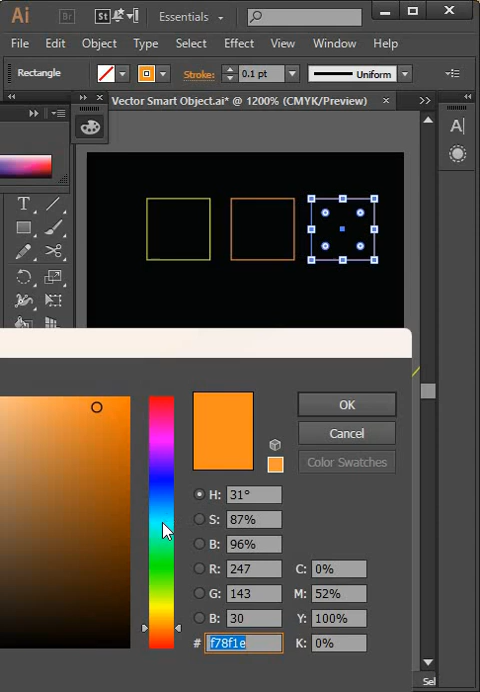 Ai Br St Essentials
File Edit Object Type Select Effect View Window Help
Rectangle Stroke: 0.1 pt Uniform
Vector Smart Object.ai* @ 1200% (CMYK/Preview) ×
A
T
OK
Cancel
Color Swatches
H: 31°
S: 87%
B: 96%
R: 247 C: 0%
G: 143 M: 52%
B: 30 Y: 100%
# f78f1e K: 0%
Sel